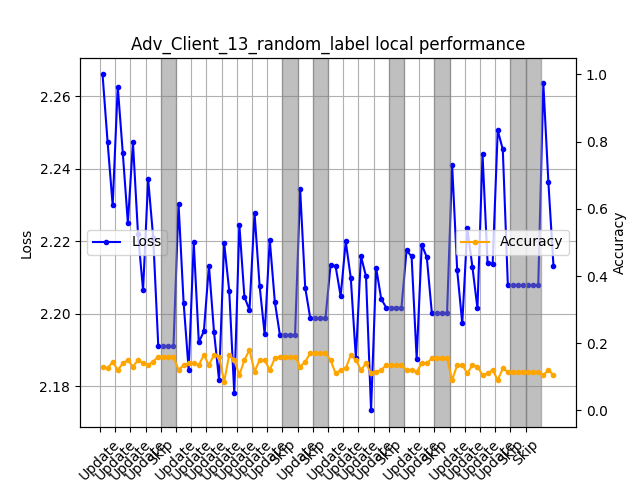 Adv_Client_13_random_label local performance
Loss
2.26
2.24
2.22
2.20
2.18
Loss
Accuracy
1.0
0.8
0.6
0.4
0.2
0.0
Accuracy
Update
Update
Update
Update
Update
Skip
Update
Update
Update
Update
Update
Update
Update
Skip
Update
Skip
Update
Update
Update
Update
Skip
Update
Update
Skip
Update
Update
Update
Update
Skip
Skip